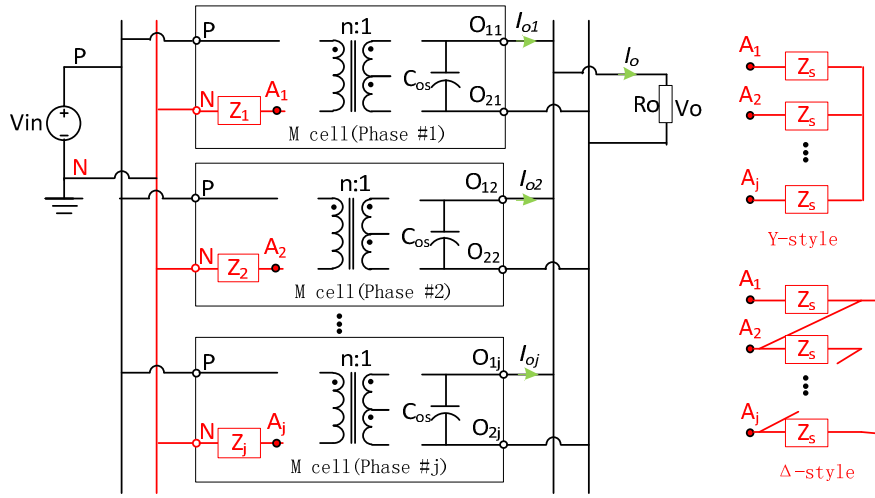 P
Vin
+
−
N
P
n:1
O11
Io1
N
Z1
A1
Cos
O21
M cell(Phase #1)
Io
Ro
Vo
P
n:1
O12
Io2
N
Z2
A2
Cos
O22
M cell(Phase #2)
P
n:1
O1j
Ioj
N
Zj
Aj
Cos
O2j
M cell(Phase #j)
A1
Zs
A2
Zs
Aj
Zs
Y-style
A1
Zs
A2
Zs
Aj
Zs
Δ-style